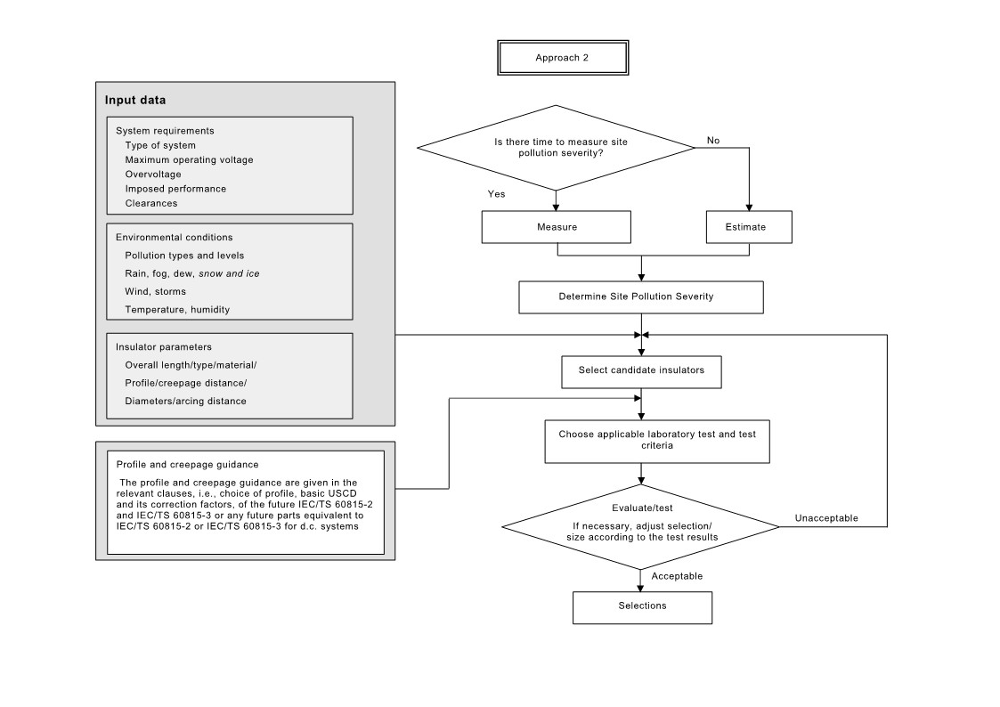 Approach 2
Input data
System requirements
Type of system
Maximum operating voltage
Overvoltage
Imposed performance
Clearances
Environmental conditions
Pollution types and levels
Rain, fog, dew, snow and ice
Wind, storms
Temperature, humidity
Insulator parameters
Overall length/type/material/
Profile/creepage distance/
Diameters/arcing distance
Profile and creepage guidance
The profile and creepage guidance are given in the
relevant clauses, i.e., choice of profile, basic USCD
and its correction factors, of the future IEC/TS 60815-2
and IEC/TS 60815-3 or any future parts equivalent to
IEC/TS 60815-2 or IEC/TS 60815-3 for d.c. systems
Is there time to measure site
pollution severity?
No
Yes
Measure
Estimate
Determine Site Pollution Severity
Select candidate insulators
Choose applicable laboratory test and test
criteria
Evaluate/test
If necessary, adjust selection/
size according to the test results
Unacceptable
Acceptable
Selections